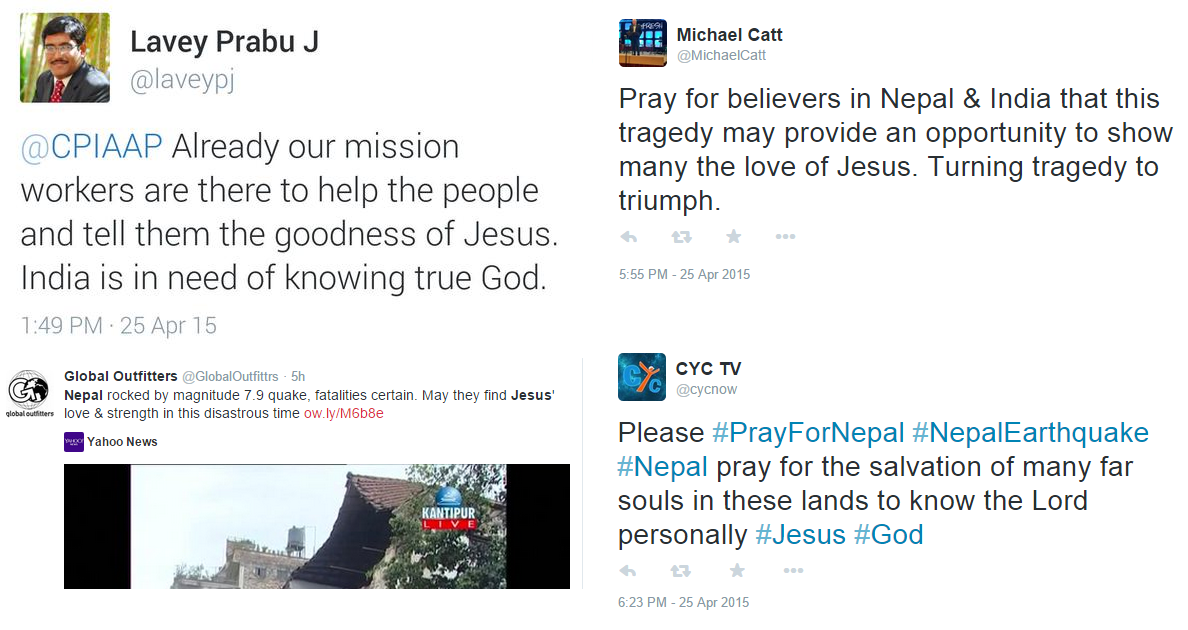 Lavey Prabu J
@laveypj
@CPIAAP Already our mission
workers are there to help the people
and tell them the goodness of Jesus.
India is in need of knowing true God.
1:49 PM · 25 Apr 15
Global Outfitters @GlobalOutfittrs · 5h
Nepal rocked by magnitude 7.9 quake, fatalities certain. May they find Jesus'
love & strength in this disastrous time ow.ly/M6b8e
global outfitters
YAHOO!
NEWS
Yahoo News
KANTIPUR
LIVE
FRESH
Michael Catt
@MichaelCatt
Pray for believers in Nepal & India that this
tragedy may provide an opportunity to show
many the love of Jesus. Turning tragedy to
triumph.
5:55 PM - 25 Apr 2015
CYC
CYC TV
@cycnow
Please #PrayForNepal #NepalEarthquake
#Nepal pray for the salvation of many far
souls in these lands to know the Lord
personally #Jesus #God
6:23 PM - 25 Apr 2015